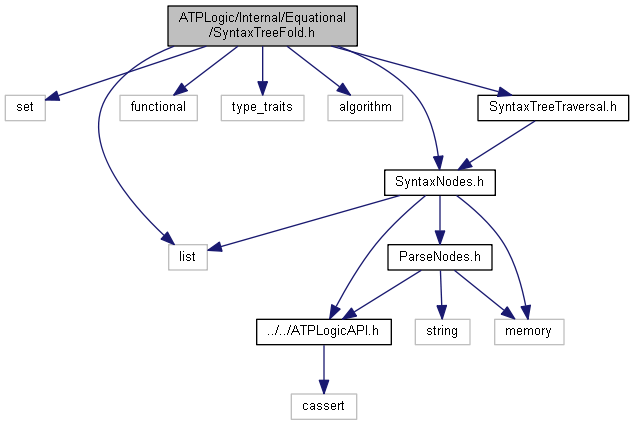 ATPLogic/Internal/Equational
/SyntaxTreeFold.h
set
functional
type_traits
algorithm
SyntaxTreeTraversal.h
SyntaxNodes.h
list
ParseNodes.h
../../ATPLogicAPI.h
string
memory
cassert